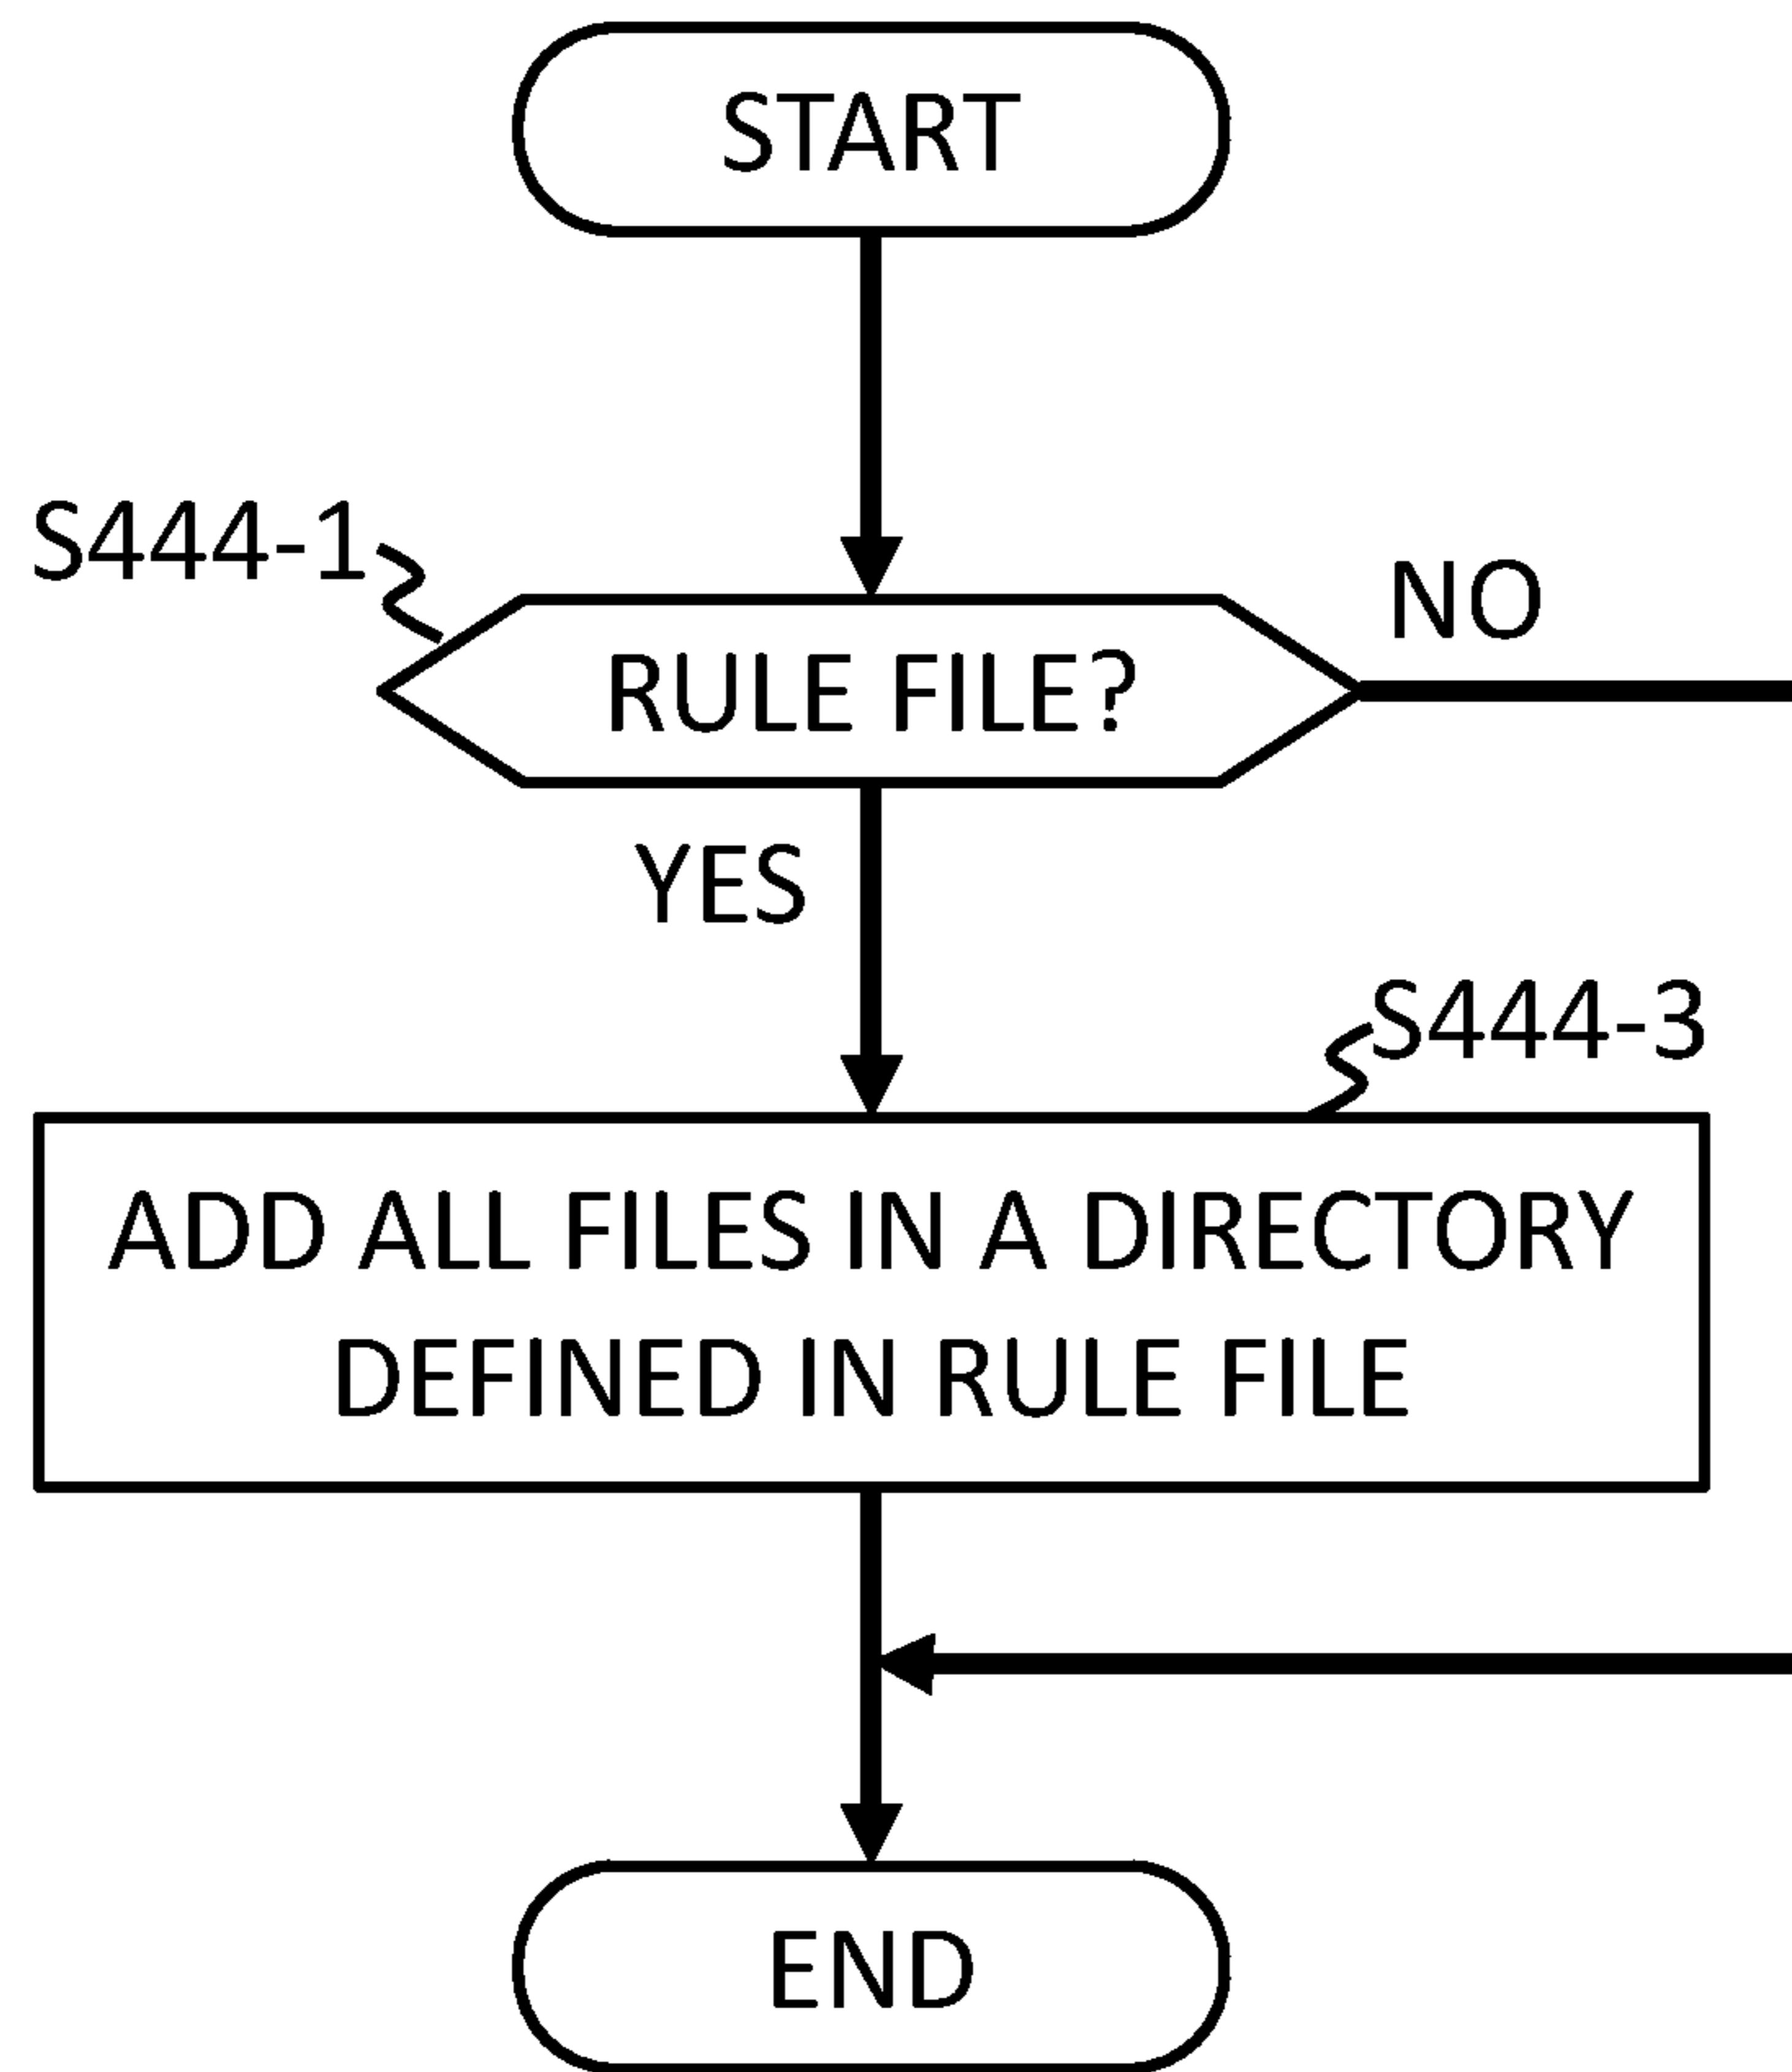 START
S444-1
NO
RULE FILE?
YES
S444-3
ADD ALL FILES IN A DIRECTORY
DEFINED IN RULE FILE
END